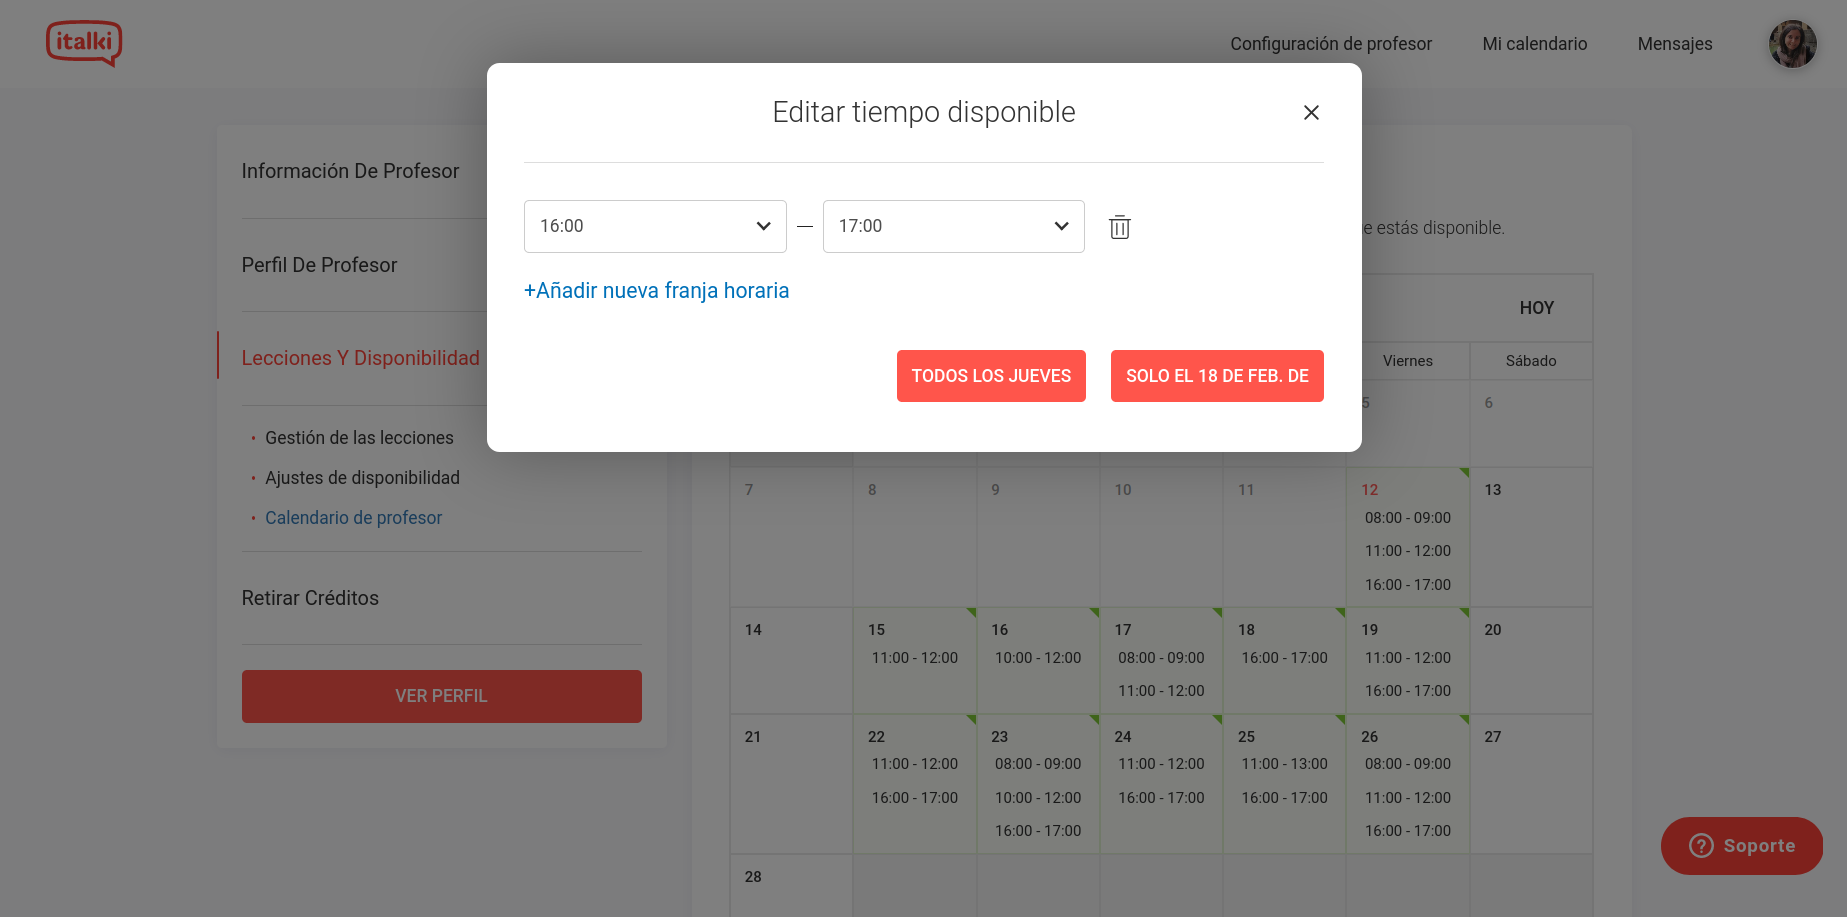 italki
Configuración de profesor
Mi calendario
Mensajes
Editar tiempo disponible
16:00 — 17:00
+Añadir nueva franja horaria
TODOS LOS JUEVES
SOLO EL 18 DE FEB. DE
Información De Profesor
Perfil De Profesor
Lecciones Y Disponibilidad
• Gestión de las lecciones
• Ajustes de disponibilidad
• Calendario de profesor
Retirar Créditos
VER PERFIL
estás disponible.
HOY
Viernes Sábado
5 6
7 8 9 10 11 12 13
08:00 - 09:00
11:00 - 12:00
16:00 - 17:00
14 15 16 17 18 19 20
11:00 - 12:00 10:00 - 12:00 08:00 - 09:00 16:00 - 17:00 11:00 - 12:00
11:00 - 12:00 16:00 - 17:00
21 22 23 24 25 26 27
11:00 - 12:00 08:00 - 09:00 11:00 - 12:00 11:00 - 13:00 08:00 - 09:00
16:00 - 17:00 10:00 - 12:00 16:00 - 17:00 16:00 - 17:00 11:00 - 12:00
16:00 - 17:00 16:00 - 17:00
28
Soporte